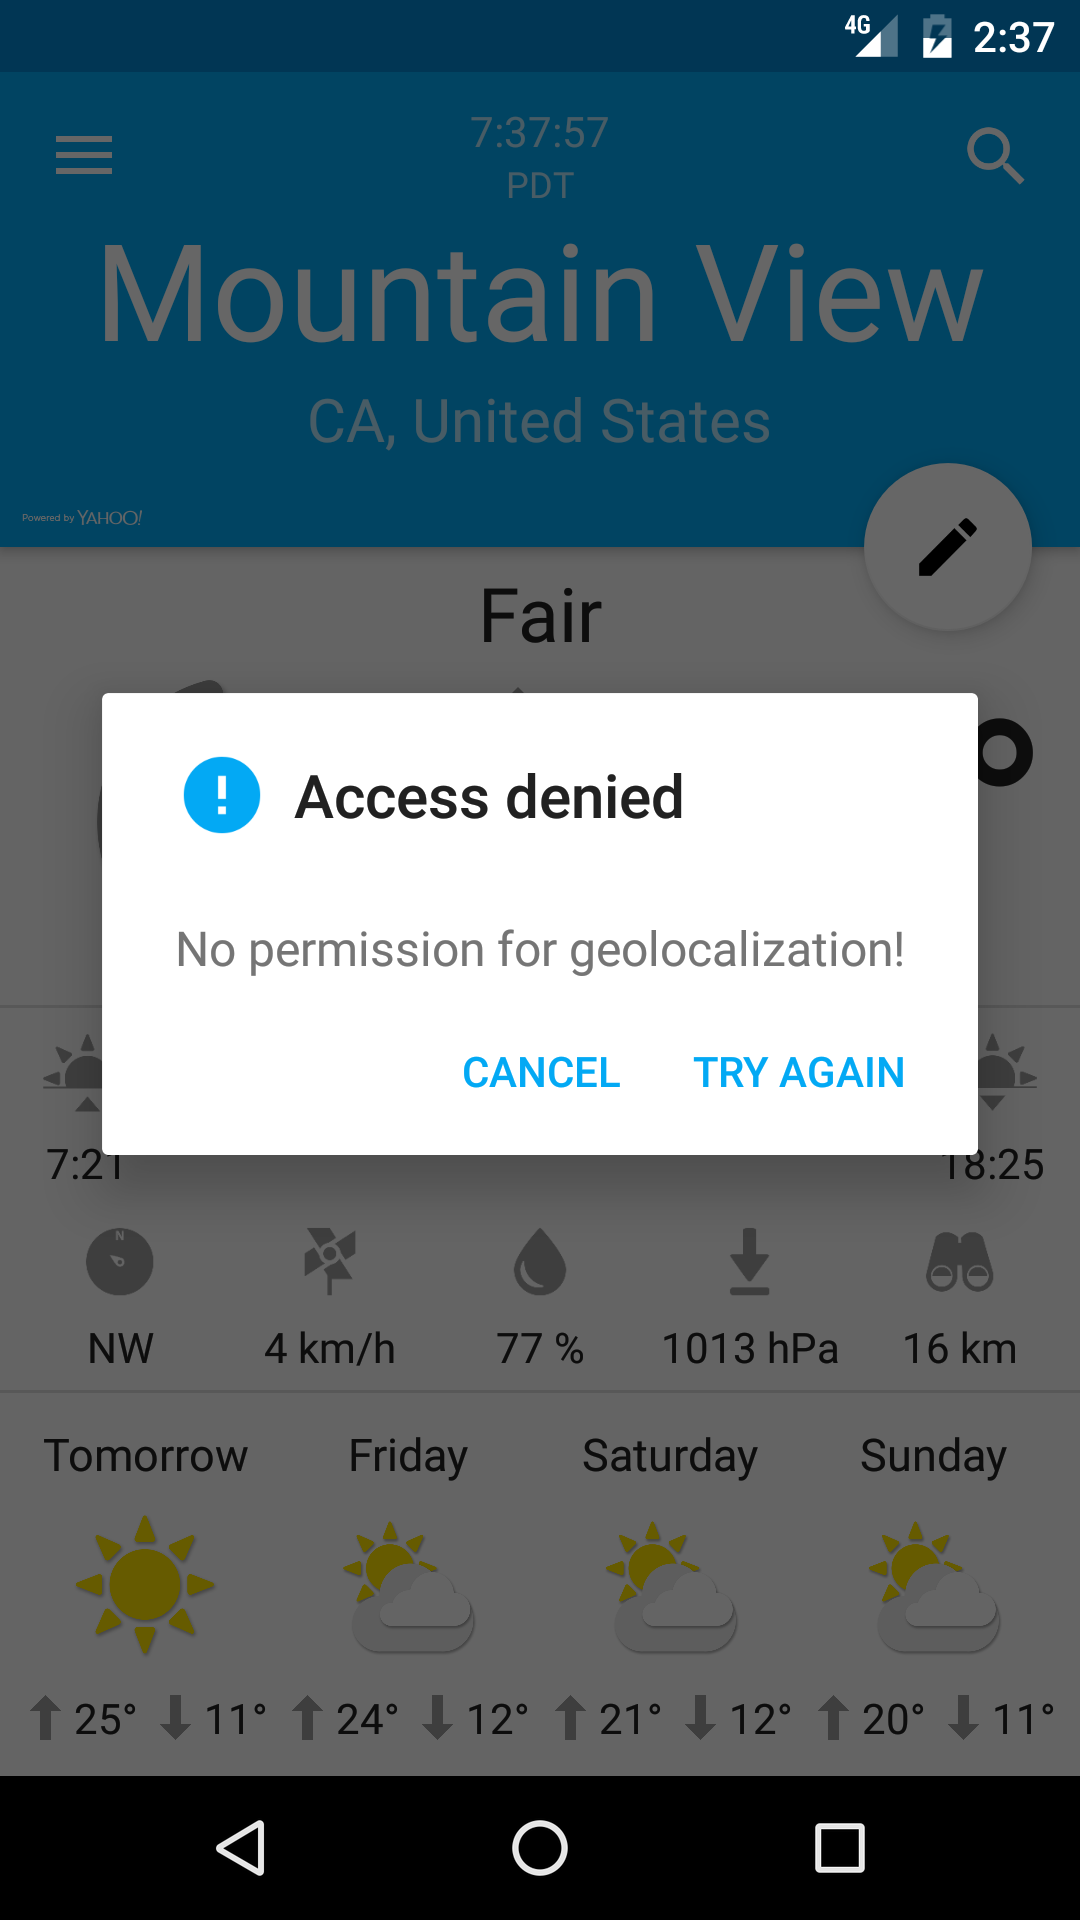 4G 2:37
7:37:57
PDT
Mountain View
CA, United States
Powered by YAHOO!
Fair
Access denied
No permission for geolocalization!
CANCEL TRY AGAIN
7:21 18:25
N
NW 4 km/h 77 % 1013 hPa 16 km
Tomorrow Friday Saturday Sunday
25° 11° 24° 12° 21° 12° 20° 11°